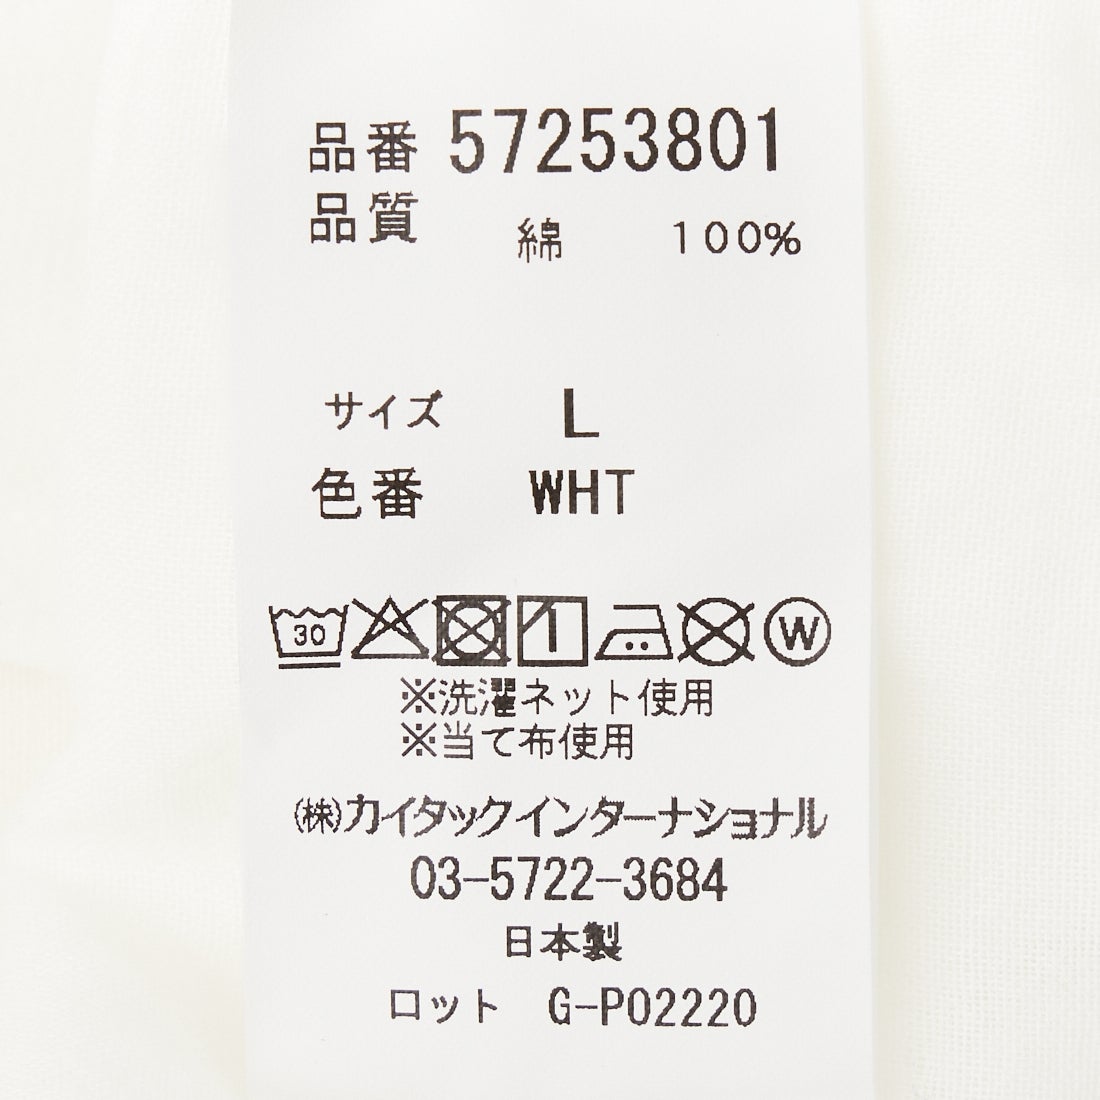 品番 57253801
品質 綿 100%
サイズ L
色番 WHT
30 W
※洗濯ネット使用
※当て布使用
㈱カイタックインターナショナル
03-5722-3684
日本製
ロット G-P02220